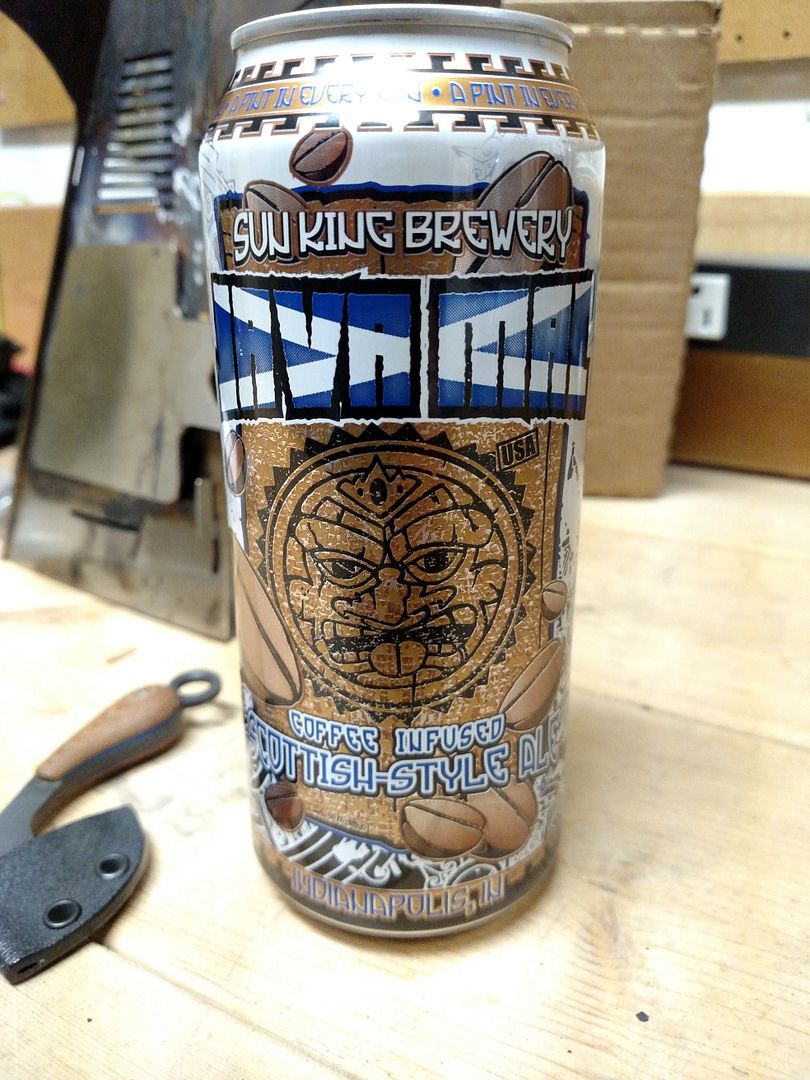 A PINT IN EVERY CAN • A PINT IN EVERY
SUN KING BREWERY
JAVA MAC
USA
COFFEE INFUSED
SCOTTISH-STYLE ALE
INDIANAPOLIS, IN